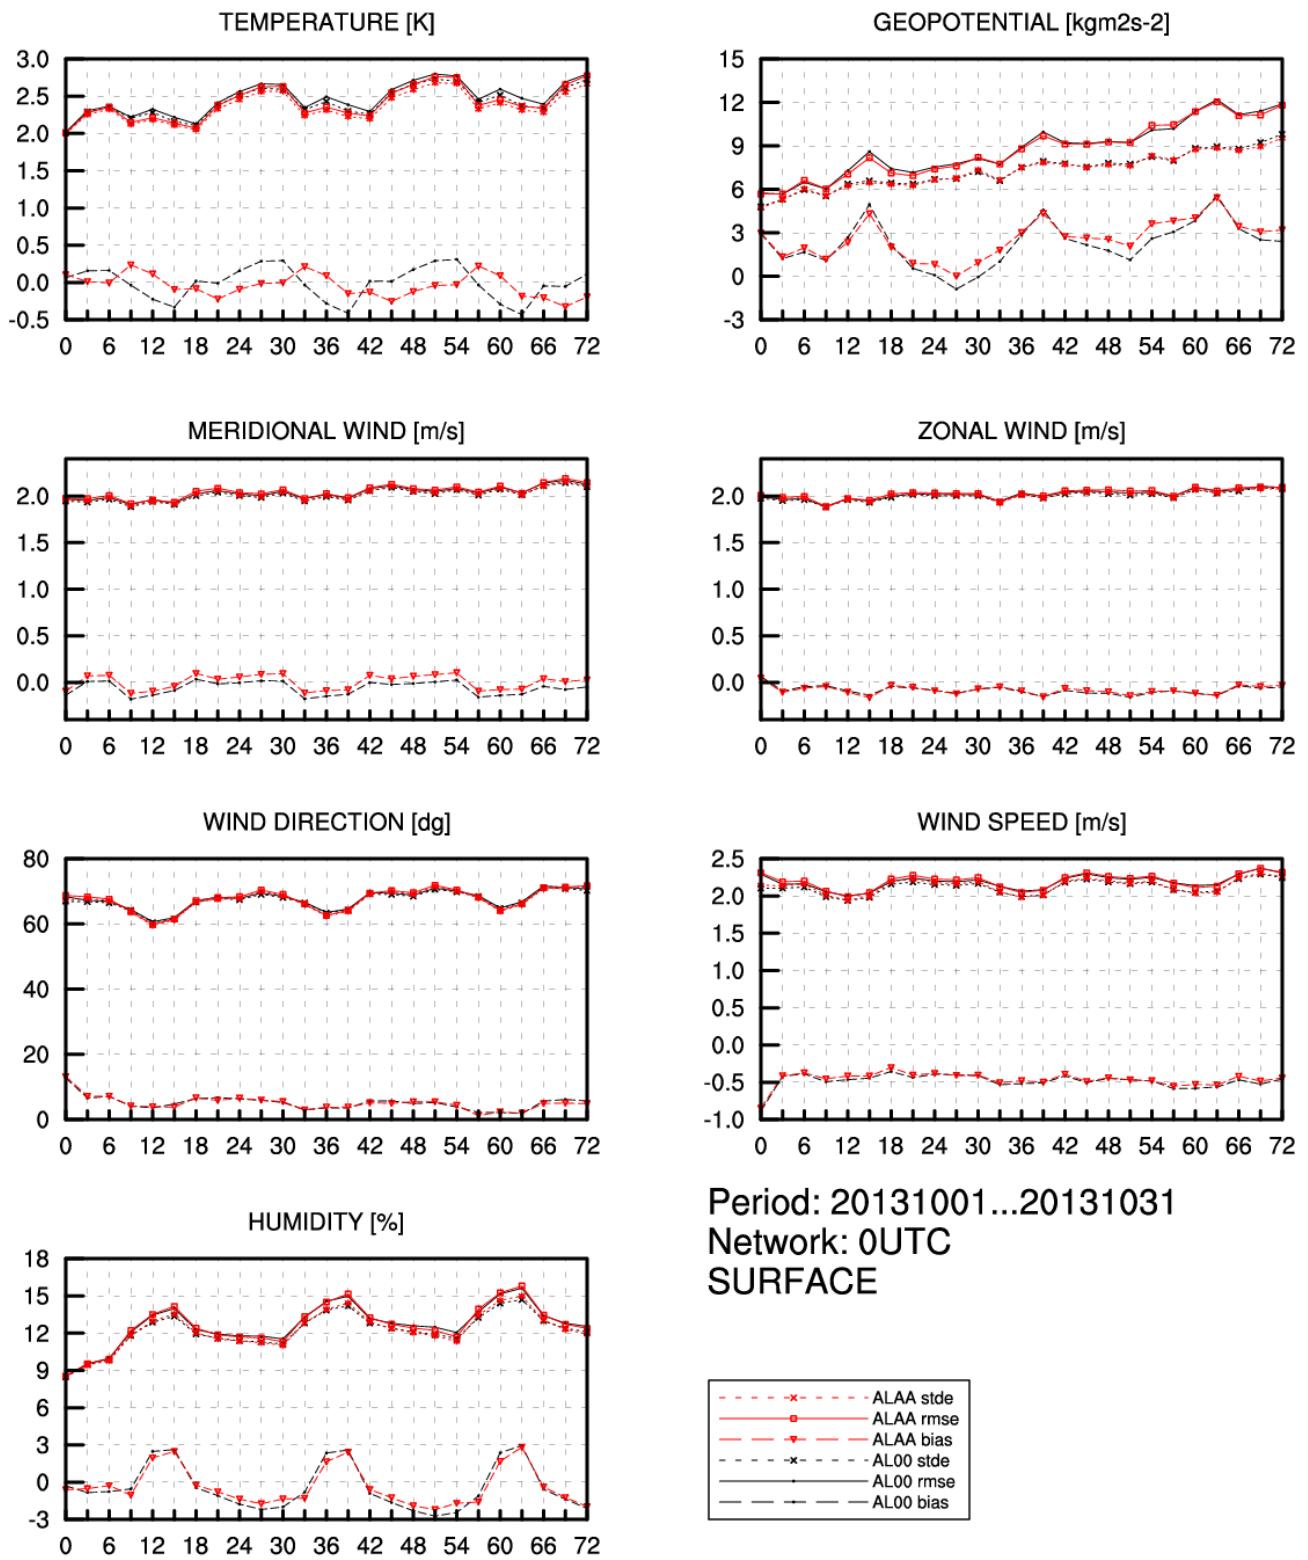 TEMPERATURE [K]
3.0
2.5
2.0
1.5
1.0
0.5
0.0
-0.5
0 6 12 18 24 30 36 42 48 54 60 66 72
GEOPOTENTIAL [kgm2s-2]
15
12
9
6
3
0
-3
0 6 12 18 24 30 36 42 48 54 60 66 72
MERIDIONAL WIND [m/s]
2.0
1.5
1.0
0.5
0.0
0 6 12 18 24 30 36 42 48 54 60 66 72
ZONAL WIND [m/s]
2.0
1.5
1.0
0.5
0.0
0 6 12 18 24 30 36 42 48 54 60 66 72
WIND DIRECTION [dg]
80
60
40
20
0
0 6 12 18 24 30 36 42 48 54 60 66 72
WIND SPEED [m/s]
2.5
2.0
1.5
1.0
0.5
0.0
-0.5
-1.0
0 6 12 18 24 30 36 42 48 54 60 66 72
HUMIDITY [%]
18
15
12
9
6
3
0
-3
0 6 12 18 24 30 36 42 48 54 60 66 72
Period: 20131001...20131031
Network: 0UTC
SURFACE
ALAA stde
ALAA rmse
ALAA bias
AL00 stde
AL00 rmse
AL00 bias